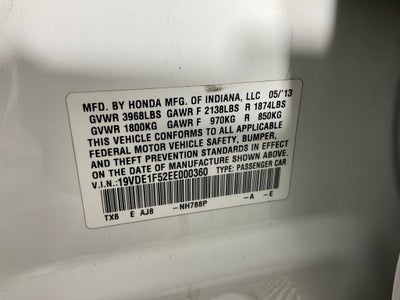 MFD. BY HONDA MFG. OF INDIANA, LLC 05/'13
GVWR 3968LBS GAWR F 2138LBS R 1874LBS
GVWR 1800KG GAWR F 970KG R 850KG
THIS VEHICLE CONFORMS TO ALL APPLICABLE
FEDERAL MOTOR VEHICLE SAFETY, BUMPER,
AND THEFT PREVENTION STANDARDS IN EFFECT
ON THE DATE OF MANUFACTURE SHOWN ABOVE.
V.I.N.: 19VDE1F52EE000360 TYPE: PASSENGER CAR
TX6 E AJ8 -NH788P -A -E